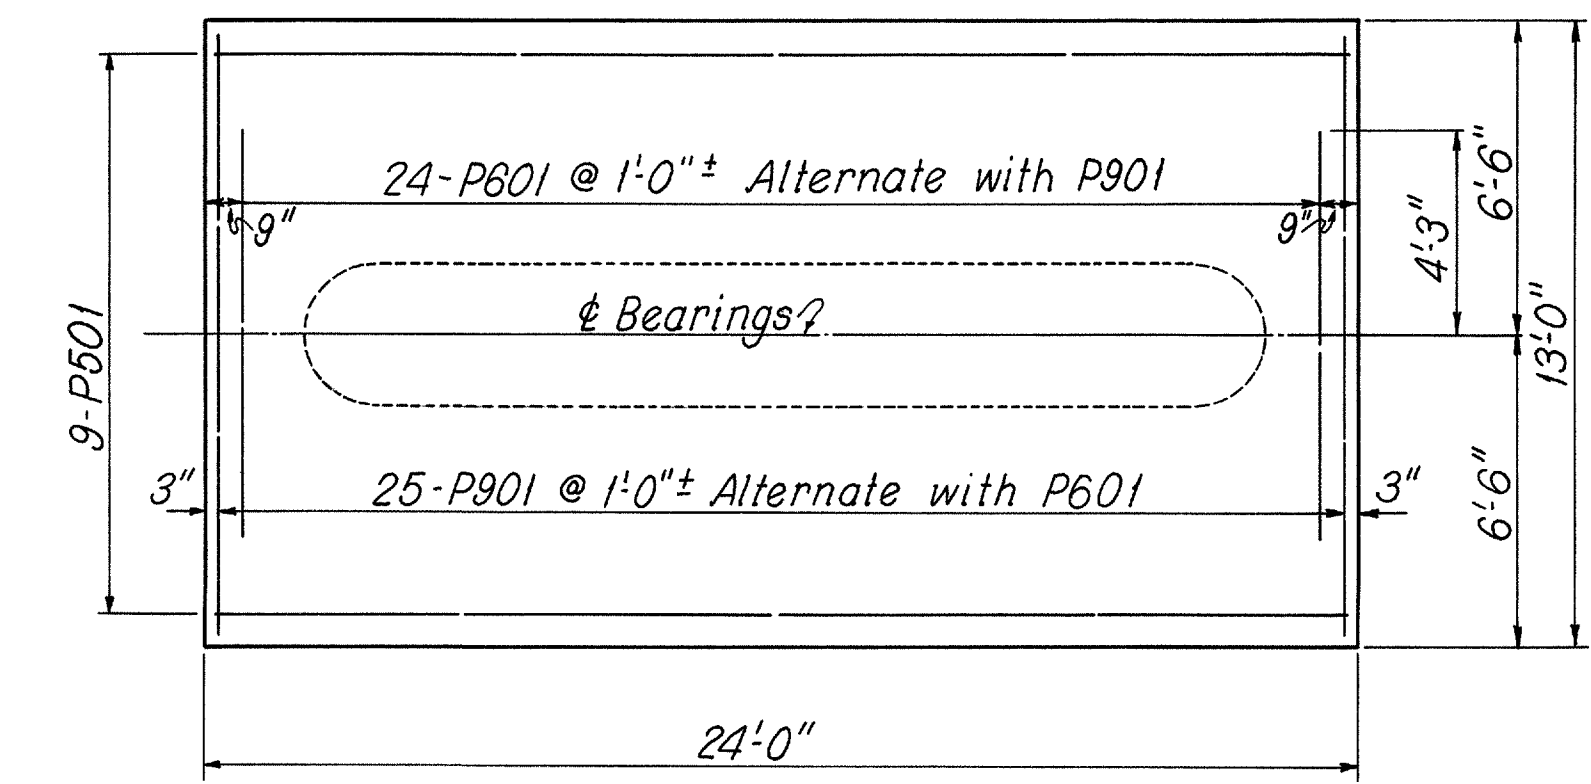 24-P601 @ 1'-0"± Alternate with P901
9"
9"
6'-6"
4'-3"
13'-0"
9-P501
℄ Bearings
3"
25-P901 @ 1'-0"± Alternate with P601
3"
6'-6"
24'-0"